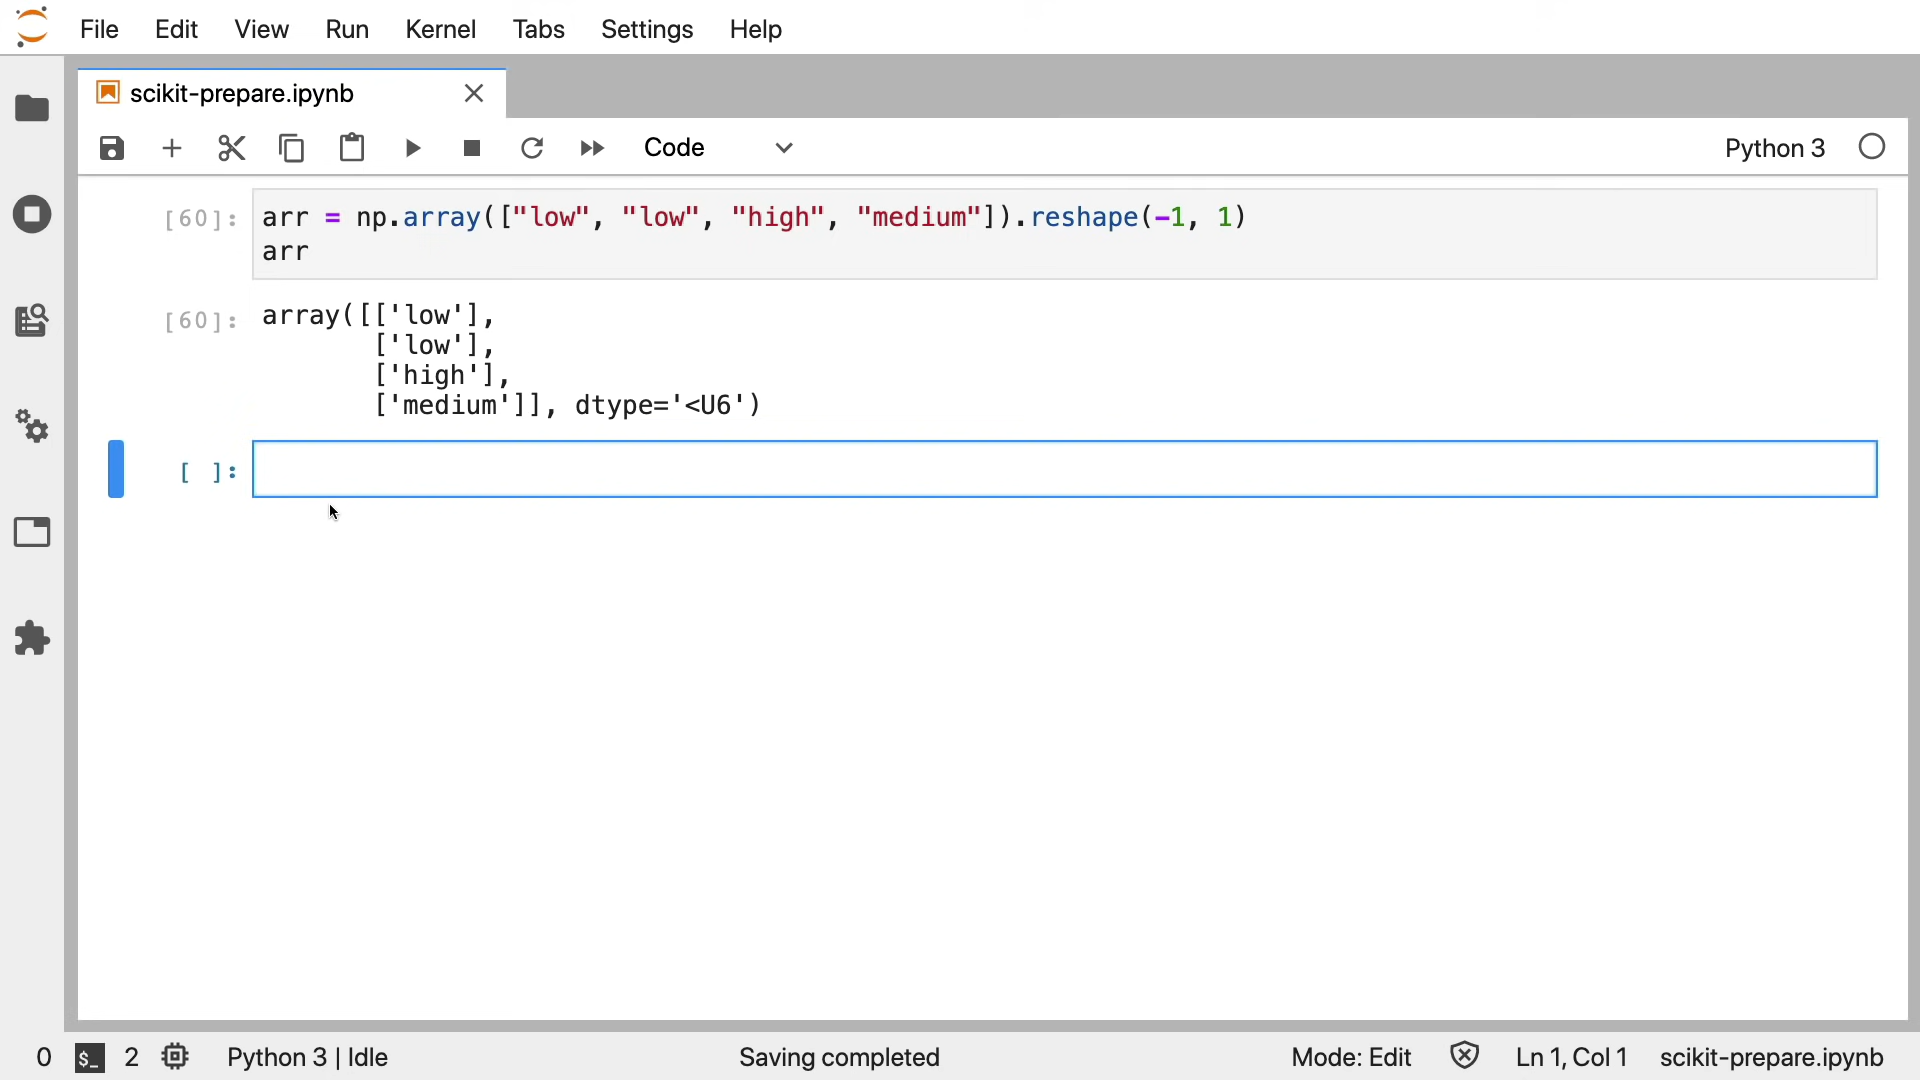 File Edit View Run Kernel Tabs Settings Help
scikit-prepare.ipynb
Code Python 3
[60]: arr = np.array(["low", "low", "high", "medium"]).reshape(-1, 1)
arr
[60]: array([['low'],
['low'],
['high'],
['medium']], dtype='<U6')
[ ]:
0 $_ 2 Python 3 | Idle Saving completed Mode: Edit Ln 1, Col 1 scikit-prepare.ipynb